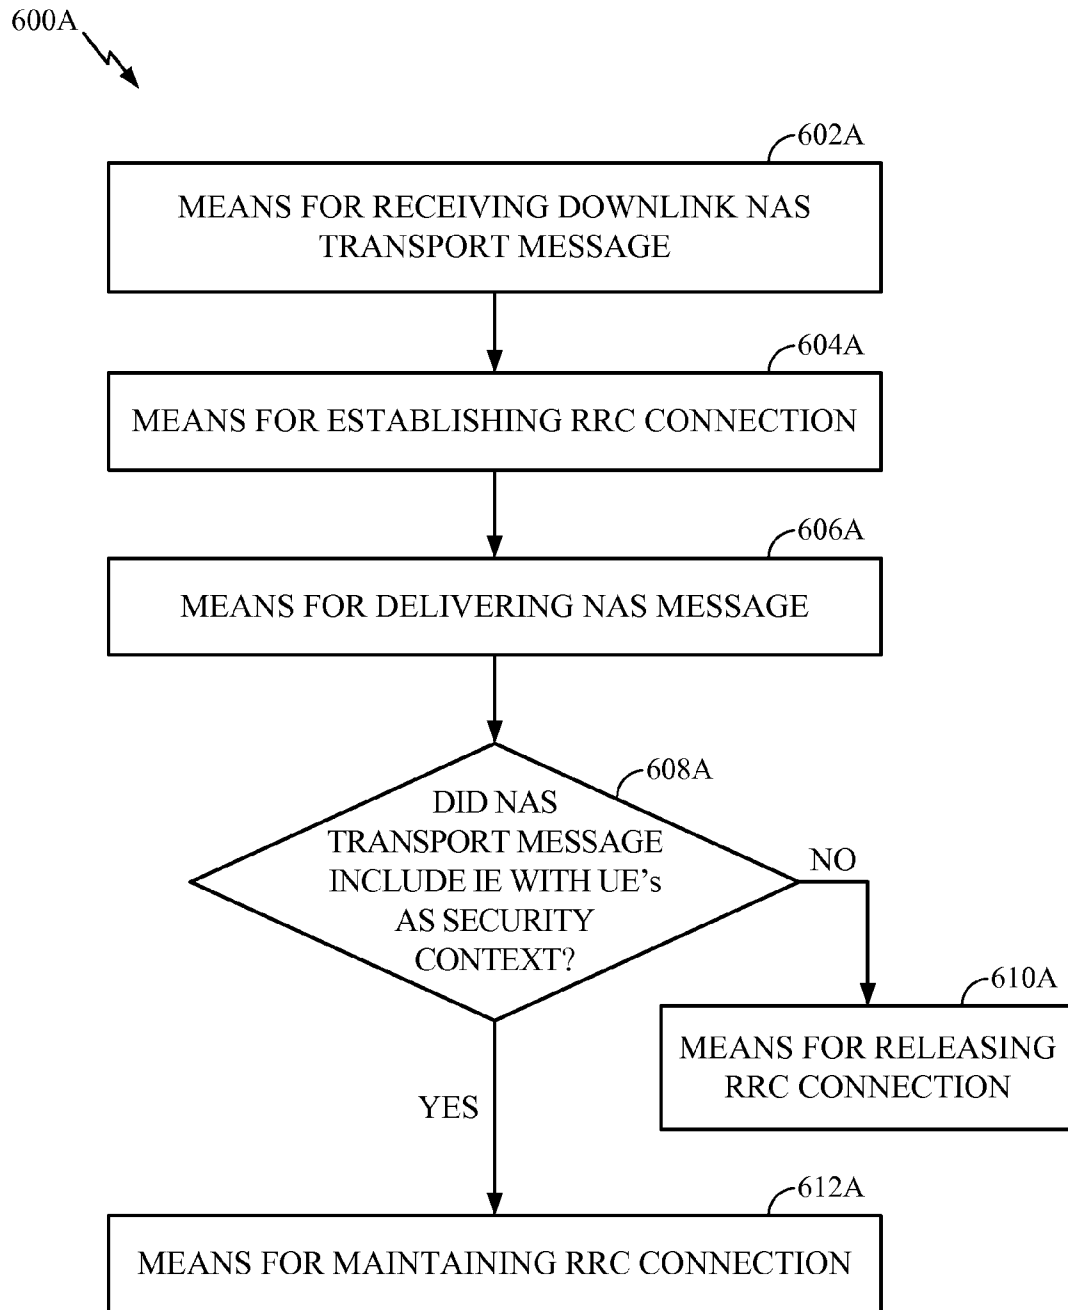 600A
602A
MEANS FOR RECEIVING DOWNLINK NAS
TRANSPORT MESSAGE
604A
MEANS FOR ESTABLISHING RRC CONNECTION
606A
MEANS FOR DELIVERING NAS MESSAGE
608A
DID NAS
TRANSPORT MESSAGE
INCLUDE IE WITH UE's
AS SECURITY
CONTEXT?
NO
610A
MEANS FOR RELEASING
RRC CONNECTION
YES
612A
MEANS FOR MAINTAINING RRC CONNECTION